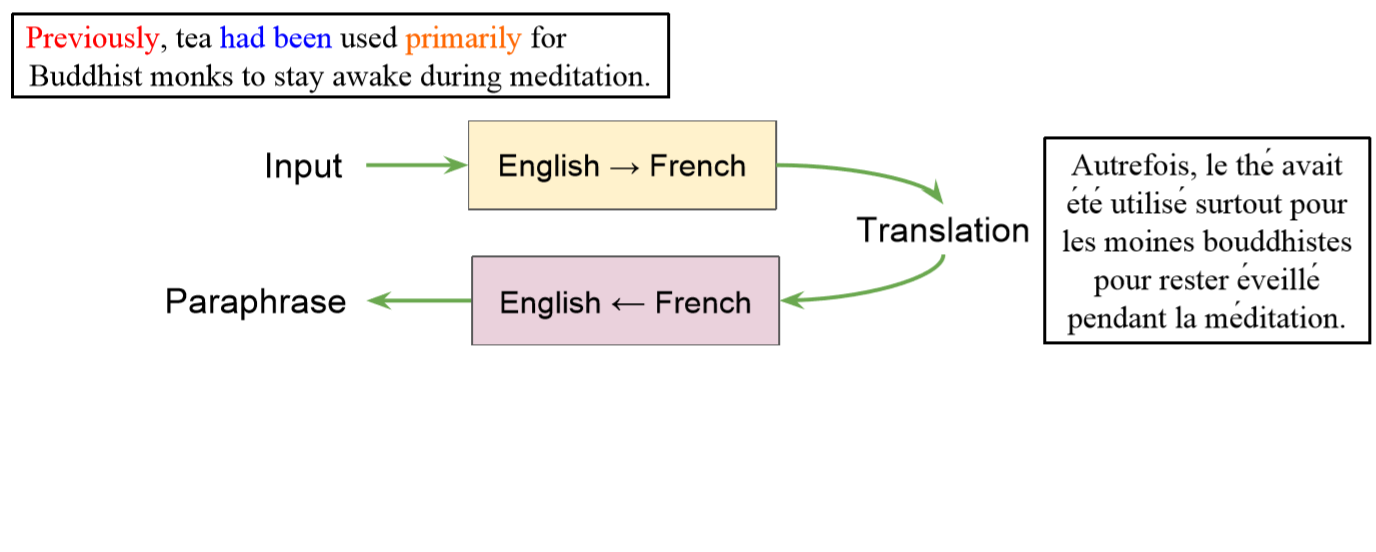 Previously, tea had been used primarily for
Buddhist monks to stay awake during meditation.
Input
English → French
Translation
Autrefois, le thé avait
été utilisé surtout pour
les moines bouddhistes
pour rester éveillé
pendant la méditation.
English ← French
Paraphrase